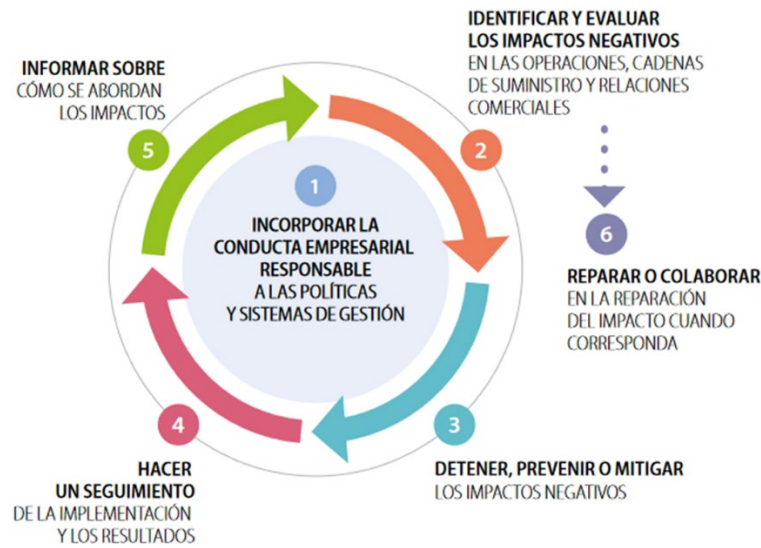 1
INCORPORAR LA
CONDUCTA EMPRESARIAL
RESPONSABLE
A LAS POLÍTICAS
Y SISTEMAS DE GESTIÓN
2
IDENTIFICAR Y EVALUAR
LOS IMPACTOS NEGATIVOS
EN LAS OPERACIONES, CADENAS
DE SUMINISTRO Y RELACIONES
COMERCIALES
3
DETENER, PREVENIR O MITIGAR
LOS IMPACTOS NEGATIVOS
4
HACER
UN SEGUIMIENTO
DE LA IMPLEMENTACIÓN
Y LOS RESULTADOS
5
INFORMAR SOBRE
CÓMO SE ABORDAN
LOS IMPACTOS
6
REPARAR O COLABORAR
EN LA REPARACIÓN
DEL IMPACTO CUANDO
CORRESPONDA